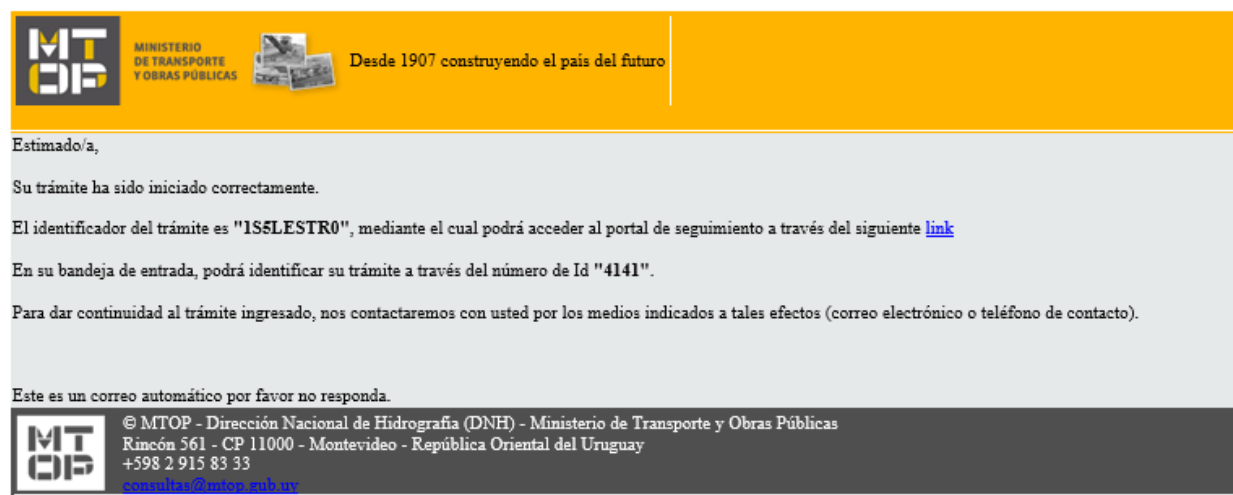 MT
OP
MINISTERIO
DE TRANSPORTE
Y OBRAS PÚBLICAS
Desde 1907 construyendo el país del futuro
Estimado/a,
Su trámite ha sido iniciado correctamente.
El identificador del trámite es "1S5LESTR0", mediante el cual podrá acceder al portal de seguimiento a través del siguiente link
En su bandeja de entrada, podrá identificar su trámite a través del número de Id "4141".
Para dar continuidad al trámite ingresado, nos contactaremos con usted por los medios indicados a tales efectos (correo electrónico o teléfono de contacto).
Este es un correo automático por favor no responda.
MT
OP
© MTOP - Dirección Nacional de Hidrografía (DNH) - Ministerio de Transporte y Obras Públicas
Rincón 561 - CP 11000 - Montevideo - República Oriental del Uruguay
+598 2 915 83 33
consultas@mtop.gub.uy